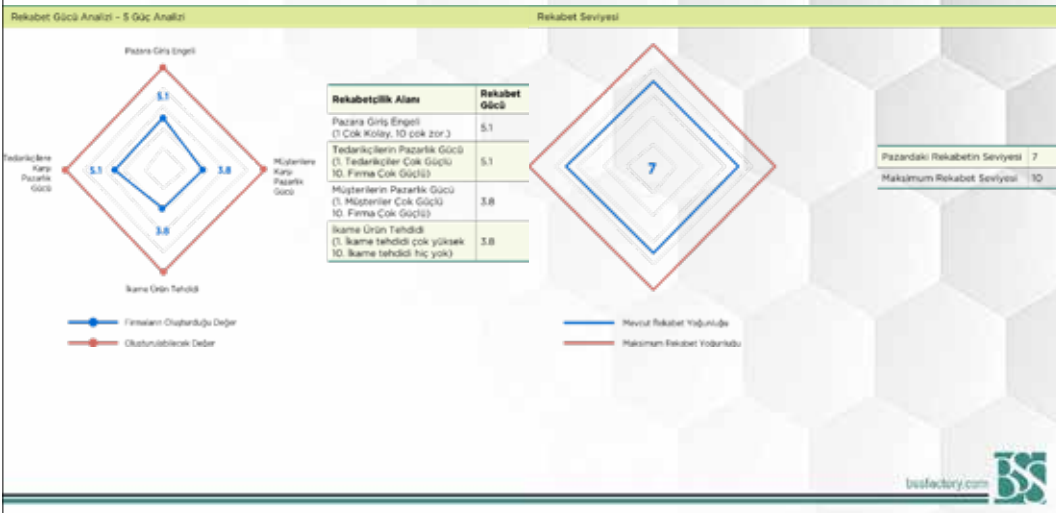 Rekabet Gücü Analizi - 5 Güç Analizi
Rekabet Seviyesi
Pazara Giriş Engeli
5.1
Tedarikçilere
Karşı
Pazarlık
Gücü
5.1
3.8
Müşterilere
Karşı
Pazarlık
Gücü
3.8
İkame Ürün Tehdidi
Firmaların Oluşturduğu Değer
Oluşturulabilecek Değer
Rekabetçilik Alanı
Rekabet
Gücü
Pazara Giriş Engeli
(1 Çok Kolay, 10 çok zor.)
5.1
Tedarikçilerin Pazarlık Gücü
(1. Tedarikçiler Çok Güçlü
10. Firma Çok Güçlü)
5.1
Müşterilerin Pazarlık Gücü
(1. Müşteriler Çok Güçlü
10. Firma Çok Güçlü)
3.8
İkame Ürün Tehdidi
(1. İkame tehdidi çok yüksek
10. İkame tehdidi hiç yok)
3.8
7
Mevcut Rekabet Yoğunluğu
Maksimum Rekabet Yoğunluğu
Pazardaki Rekabetin Seviyesi 7
Maksimum Rekabet Seviyesi 10
bssfactory.com
BSS